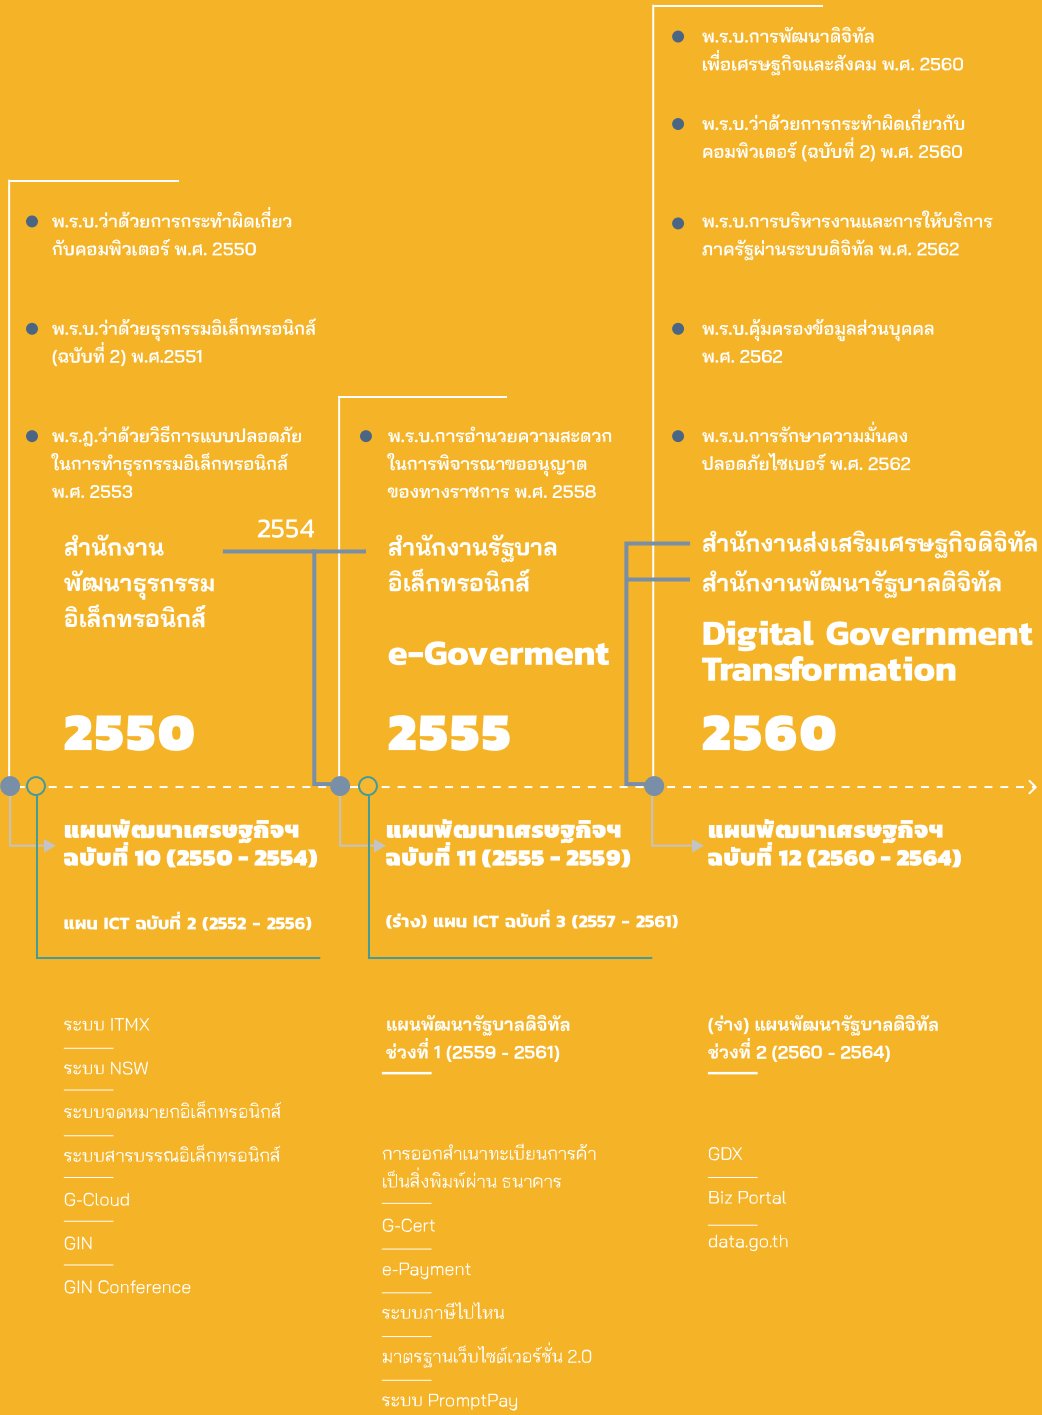 พ.ร.บ.ว่าด้วยการกระทำผิดเกี่ยว
กับคอมพิวเตอร์ พ.ศ. 2550
พ.ร.บ.ว่าด้วยธุรกรรมอิเล็กทรอนิกส์
(ฉบับที่ 2) พ.ศ.2551
พ.ร.ฎ.ว่าด้วยวิธีการแบบปลอดภัย
ในการทำธุรกรรมอิเล็กทรอนิกส์
พ.ศ. 2553
สำนักงาน
พัฒนาธุรกรรม
อิเล็กทรอนิกส์
2550
2554
พ.ร.บ.การอำนวยความสะดวก
ในการพิจารณาขออนุญาต
ของทางราชการ พ.ศ. 2558
สำนักงานรัฐบาล
อิเล็กทรอนิกส์
e-Goverment
2555
พ.ร.บ.การพัฒนาดิจิทัล
เพื่อเศรษฐกิจและสังคม พ.ศ. 2560
พ.ร.บ.ว่าด้วยการกระทำผิดเกี่ยวกับ
คอมพิวเตอร์ (ฉบับที่ 2) พ.ศ. 2560
พ.ร.บ.การบริหารงานและการให้บริการ
ภาครัฐผ่านระบบดิจิทัล พ.ศ. 2562
พ.ร.บ.คุ้มครองข้อมูลส่วนบุคคล
พ.ศ. 2562
พ.ร.บ.การรักษาความมั่นคง
ปลอดภัยไซเบอร์ พ.ศ. 2562
สำนักงานส่งเสริมเศรษฐกิจดิจิทัล
สำนักงานพัฒนารัฐบาลดิจิทัล
Digital Government
Transformation
2560
แผนพัฒนาเศรษฐกิจฯ
ฉบับที่ 10 (2550 - 2554)
แผน ICT ฉบับที่ 2 (2552 - 2556)
แผนพัฒนาเศรษฐกิจฯ
ฉบับที่ 11 (2555 - 2559)
(ร่าง) แผน ICT ฉบับที่ 3 (2557 - 2561)
แผนพัฒนาเศรษฐกิจฯ
ฉบับที่ 12 (2560 - 2564)
ระบบ ITMX
ระบบ NSW
ระบบจดหมายกอิเล็กทรอนิกส์
ระบบสารบรรณอิเล็กทรอนิกส์
G-Cloud
GIN
GIN Conference
แผนพัฒนารัฐบาลดิจิทัล
ช่วงที่ 1 (2559 - 2561)
การออกสำเนาทะเบียนการค้า
เป็นสิ่งพิมพ์ผ่าน ธนาคาร
G-Cert
e-Payment
ระบบภาษีไปไหน
มาตรฐานเว็บไซต์เวอร์ชั่น 2.0
ระบบ PromptPay
(ร่าง) แผนพัฒนารัฐบาลดิจิทัล
ช่วงที่ 2 (2560 - 2564)
GDX
Biz Portal
data.go.th